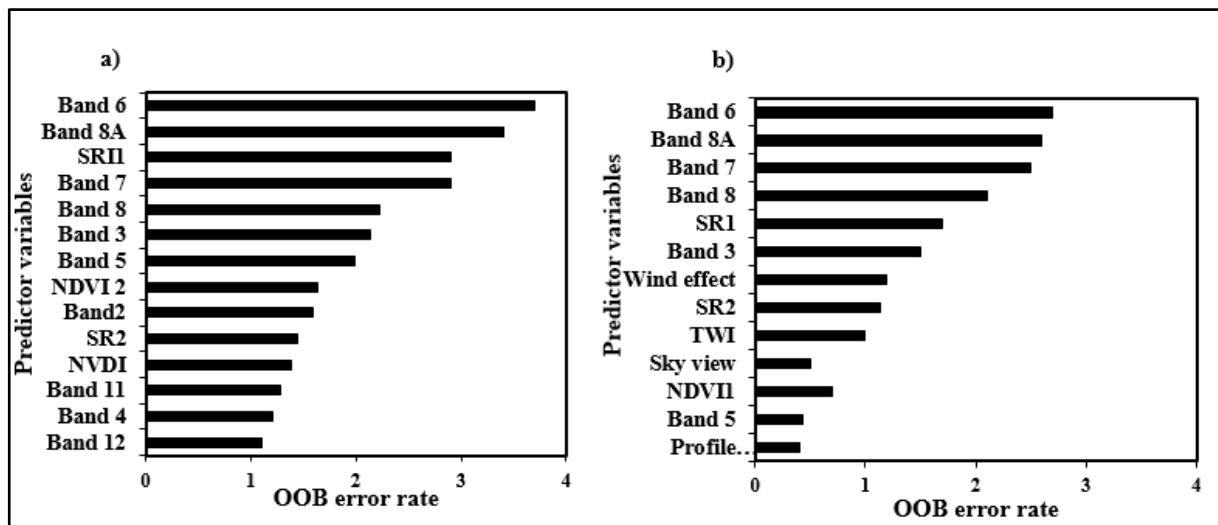 a)
Predictor variables
Band 6
Band 8A
SRI1
Band 7
Band 8
Band 3
Band 5
NDVI 2
Band2
SR2
NVDI
Band 11
Band 4
Band 12
0 1 2 3 4
OOB error rate
b)
Predictor variables
Band 6
Band 8A
Band 7
Band 8
SR1
Band 3
Wind effect
SR2
TWI
Sky view
NDVI1
Band 5
Profile…
0 1 2 3 4
OOB error rate